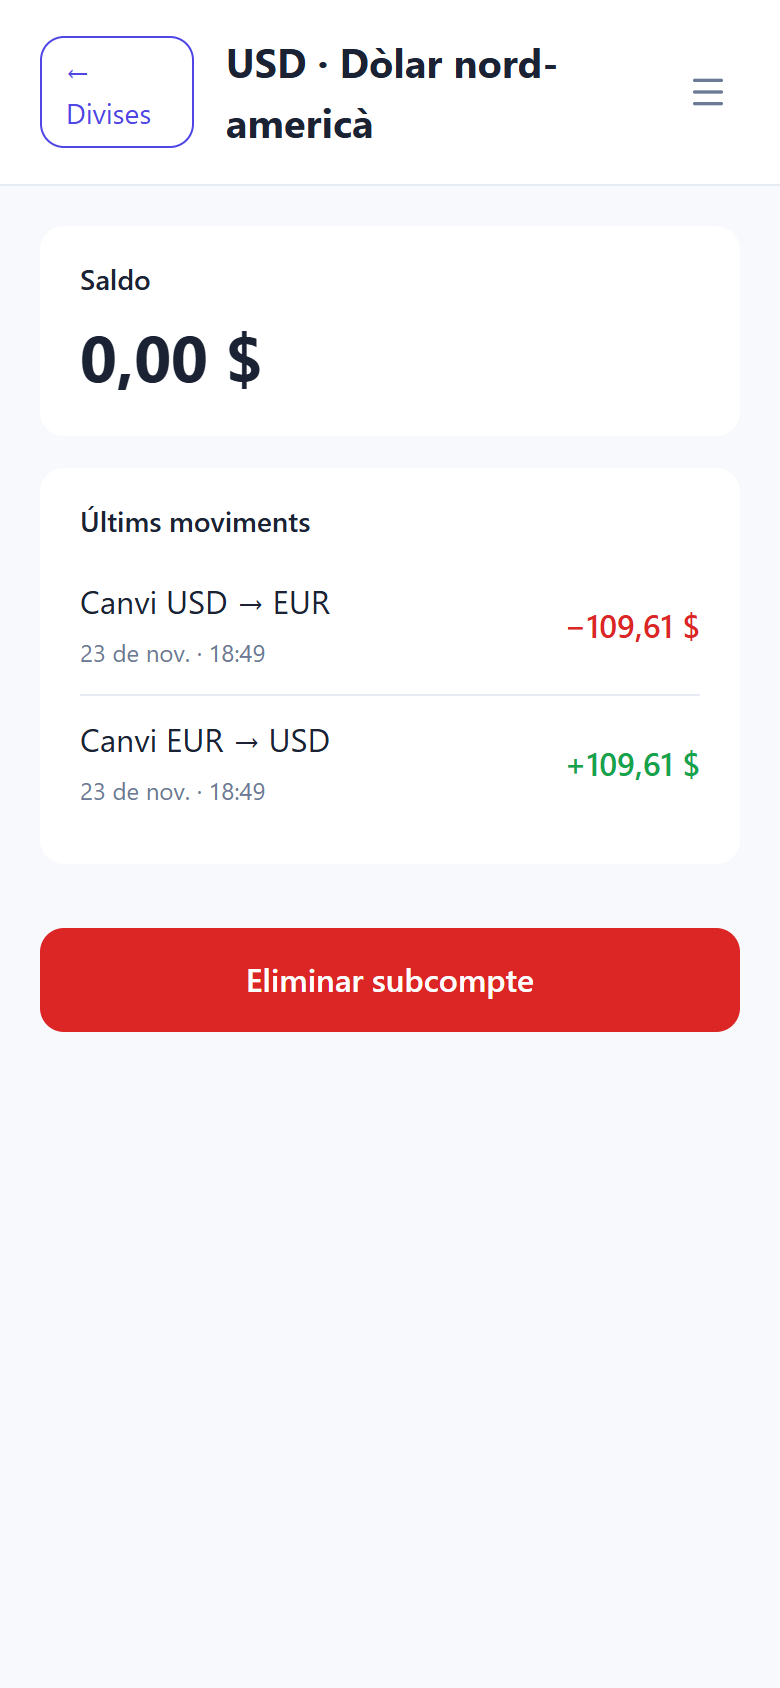 ←
Divises
USD · Dòlar nord-
americà
Saldo
0,00 $
Últims moviments
Canvi USD → EUR
23 de nov. · 18:49
−109,61 $
Canvi EUR → USD
23 de nov. · 18:49
+109,61 $
Eliminar subcompte